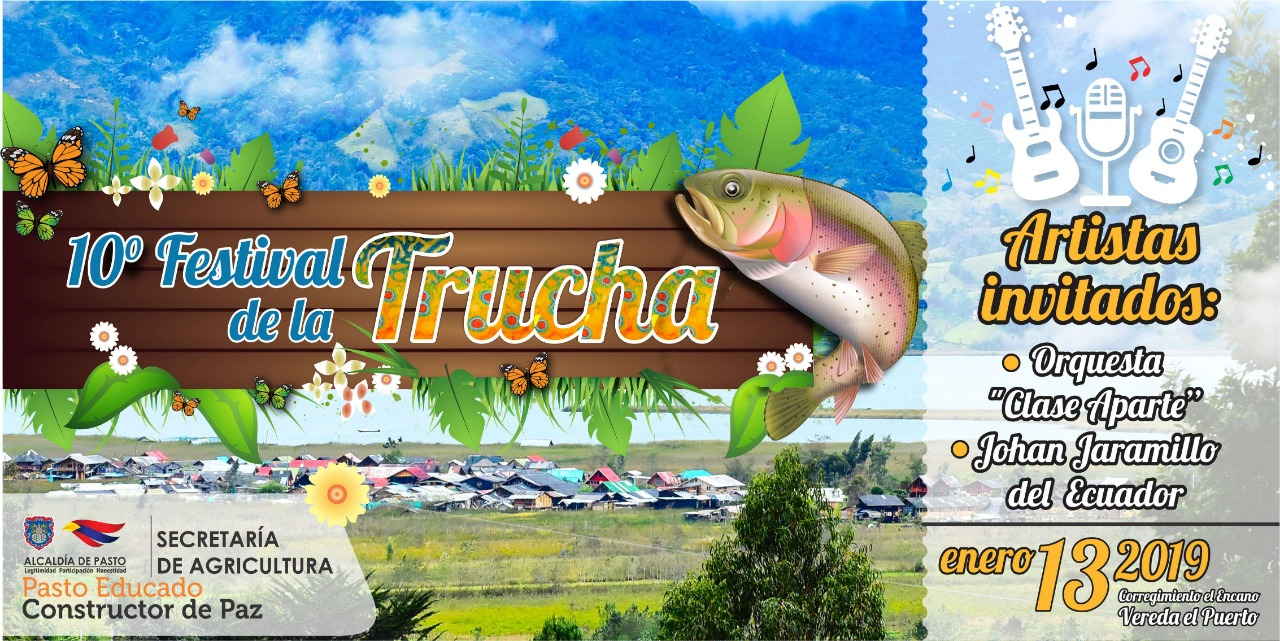 10º Festival
de la Trucha
ALCALDÍA DE PASTO
Legitimidad Participación Honestidad
SECRETARÍA
DE AGRICULTURA
Pasto Educado
Constructor de Paz
Artistas
invitados:
• Orquesta
"Clase Aparte”
• Johan Jaramillo
del Ecuador
enero 13 2019
Corregimiento el Encano
Vereda el Puerto